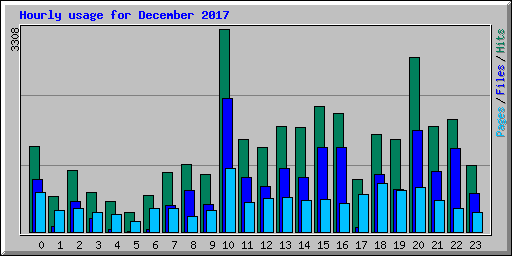 Hourly usage for December 2017
3308
Pages/Files/Hits
0 1 2 3 4 5 6 7 8 9 10 11 12 13 14 15 16 17 18 19 20 21 22 23